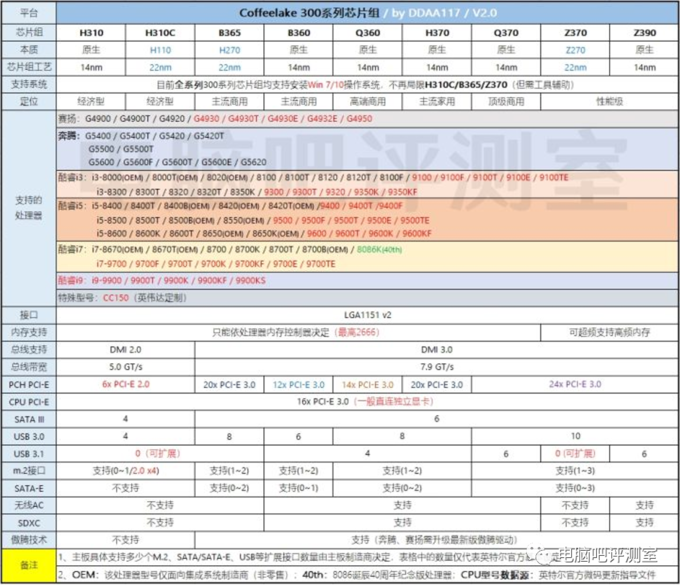 平台 Coffeelake 300系列芯片组 / by DDAA117 / V2.0
芯片组 H310 H310C B365 B360 Q360 H370 Q370 Z370 Z390
本质 原生 H110 H270 原生 原生 原生 原生 Z270 原生
芯片组工艺 14nm 22nm 22nm 14nm 14nm 14nm 14nm 22nm 14nm
支持系统 目前全系列300系列芯片组均支持安装Win 7/10操作系统，不再局限H310C/B365/Z370（但需工具辅助）
定位 经济型 经济型 主流商用 主流商用 高端商用 主流家用 顶级商用 性能级
支持的
处理器
赛扬：G4900 / G4900T / G4920 / G4930 / G4930T / G4930E / G4932E / G4950
奔腾：G5400 / G5400T / G5420 / G5420T
G5500 / G5500T
G5600 / G5600F / G5600T / G5600E / G5620
酷睿i3：i3-8000(OEM) / 8000T(OEM) / 8020(OEM) / 8100 / 8100T / 8120 / 8120T / 8100F / 9100 / 9100F / 9100T / 9100E / 9100TE
i3-8300 / 8320 / 8320T / 8350K / 9300 / 9300T / 9320 / 9350K / 9350KF
酷睿i5：i5-8400 / 8400T / 8400B(OEM) / 8420(OEM) / 8420T(OEM) /9400 / 9400T /9400F
i5-8500 / 8500T / 8500B(OEM) / 8550(OEM) / 9500 / 9500F / 9500T / 9500E / 9500TE
i5-8600 / 8600K / 8600T / 8650(OEM) / 8650K(OEM) / 9600 / 9600T / 9600K / 9600KF
酷睿i7：i7-8670(OEM) / 8670T(OEM) / 8700 / 8700K / 8700T / 8700B(OEM) / 8086K(40th)
i7-9700 / 9700F / 9700T / 9700K / 9700KF / 9700E / 9700TE
酷睿i9：i9-9900 / 9900T / 9900K / 9900KF / 9900KS
特殊型号：CC150（英伟达定制）
接口 LGA1151 v2
内存支持 只能依处理器内存控制器决定（最高2666） 可超频支持高频内存
总线支持 DMI 2.0 DMI 3.0
总线带宽 5.0 GT/s 7.9 GT/s
PCH PCI-E 6x PCI-E 2.0 20x PCI-E 3.0 12x PCI-E 3.0 14x PCI-E 3.0 20x PCI-E 3.0 24x PCI-E 3.0
CPU PCI-E 16x PCI-E 3.0（一般直连独立显卡）
SATA III 4 6
USB 3.0 4 8 6 8 10
USB 3.1 0（可扩展） 4 6 0（可扩展） 6
m.2接口 支持(0~1/2.0 x4) 支持(1~2) 支持(1~2) 支持(1~2) 支持(1~3)
SATA-E 不支持 支持(0~2) 支持(0~1) 支持(0~2) 支持(0~3)
无线AC 不支持 支持 不支持 支持
SDXC 不支持 支持 不支持 支持
傲腾技术 不支持 支持（奔腾、赛扬需升级最新版傲腾驱动）
备注
1、主板具体支持多少个M.2、SATA/SATA-E、USB等扩展接口数量由主板制造商决定，表格中的数量仅代表英特尔官方
2、OEM：该处理器型号仅面向集成系统制造商（非零售）；40th：8086诞辰40周年纪念版处理器；CPU型号数据源：英特尔官方微码更新指导文件
电脑吧评测室
电脑吧评测室